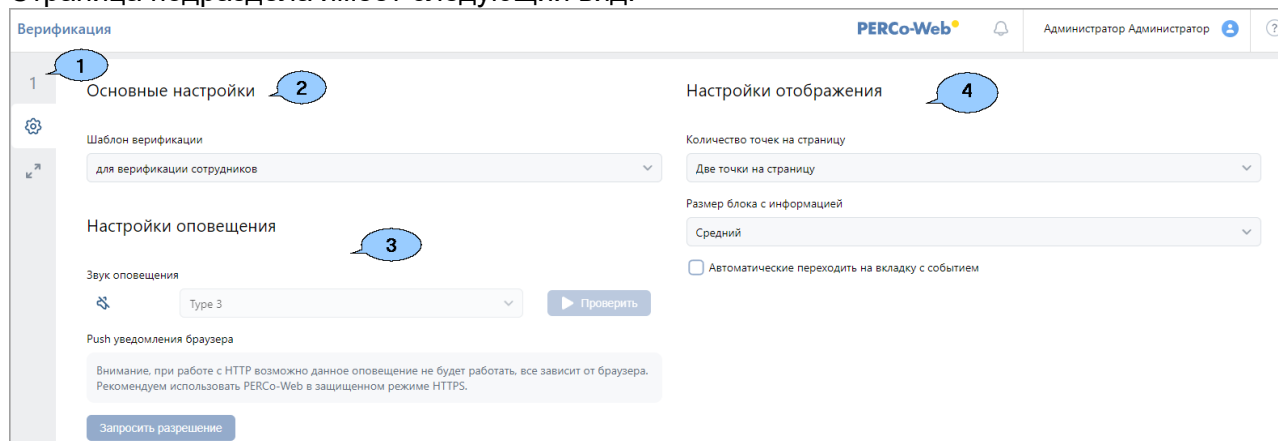 Страница подраздела имеет следующий вид:
Верификация
PERCo-Web
Администратор Администратор
?
1
1
Основные настройки
2
Шаблон верификации
для верификации сотрудников
Настройки оповещения
3
Звук оповещения
Type 3
Проверить
Push уведомления браузера
Внимание, при работе с HTTP возможно данное оповещение не будет работать, все зависит от браузера.
Рекомендуем использовать PERCo-Web в защищенном режиме HTTPS.
Запросить разрешение
Настройки отображения
4
Количество точек на страницу
Две точки на страницу
Размер блока с информацией
Средний
Автоматические переходить на вкладку с событием